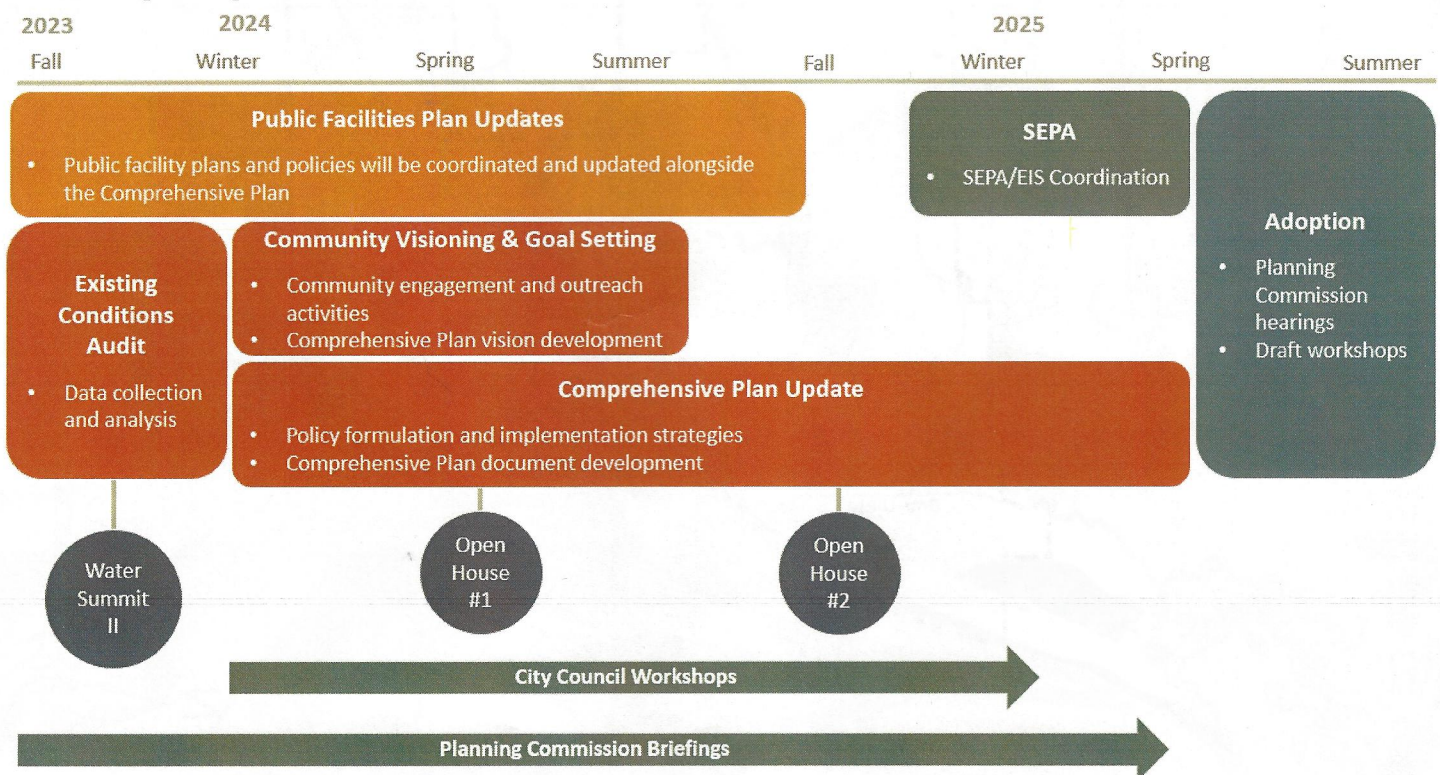 2023 2024 2025
Fall Winter Spring Summer Fall Winter Spring Summer
Public Facilities Plan Updates
• Public facility plans and policies will be coordinated and updated alongside
the Comprehensive Plan
SEPA
• SEPA/EIS Coordination
Adoption
• Planning
Commission
hearings
• Draft workshops
Existing
Conditions
Audit
• Data collection
and analysis
Community Visioning & Goal Setting
• Community engagement and outreach
activities
• Comprehensive Plan vision development
Comprehensive Plan Update
• Policy formulation and implementation strategies
• Comprehensive Plan document development
Water
Summit
II
Open
House
#1
Open
House
#2
City Council Workshops
Planning Commission Briefings